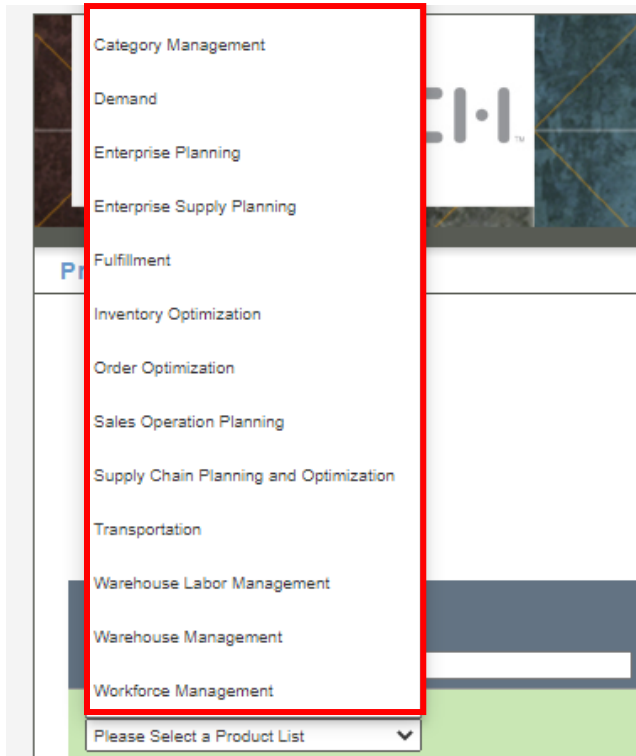 Category Management
Demand
Enterprise Planning
Enterprise Supply Planning
Fulfillment
Inventory Optimization
Order Optimization
Sales Operation Planning
Supply Chain Planning and Optimization
Transportation
Warehouse Labor Management
Warehouse Management
Workforce Management
Please Select a Product List